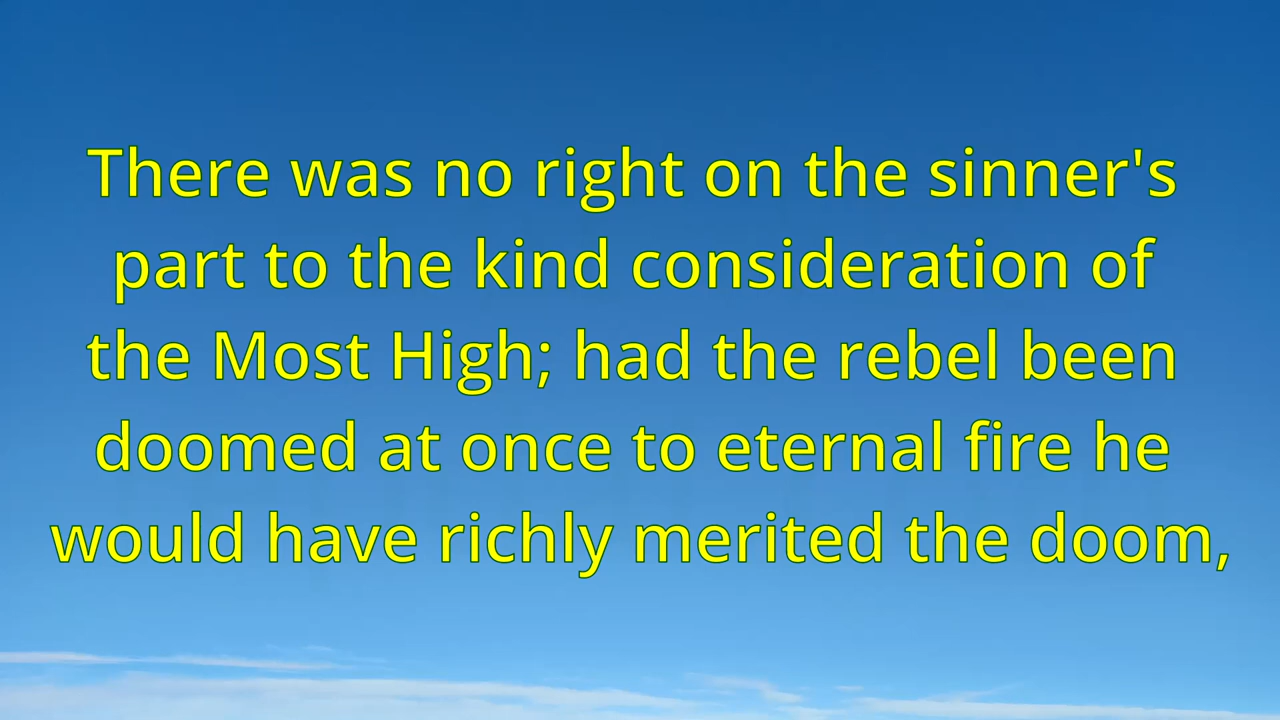 There was no right on the sinner's
part to the kind consideration of
the Most High; had the rebel been
doomed at once to eternal fire he
would have richly merited the doom,